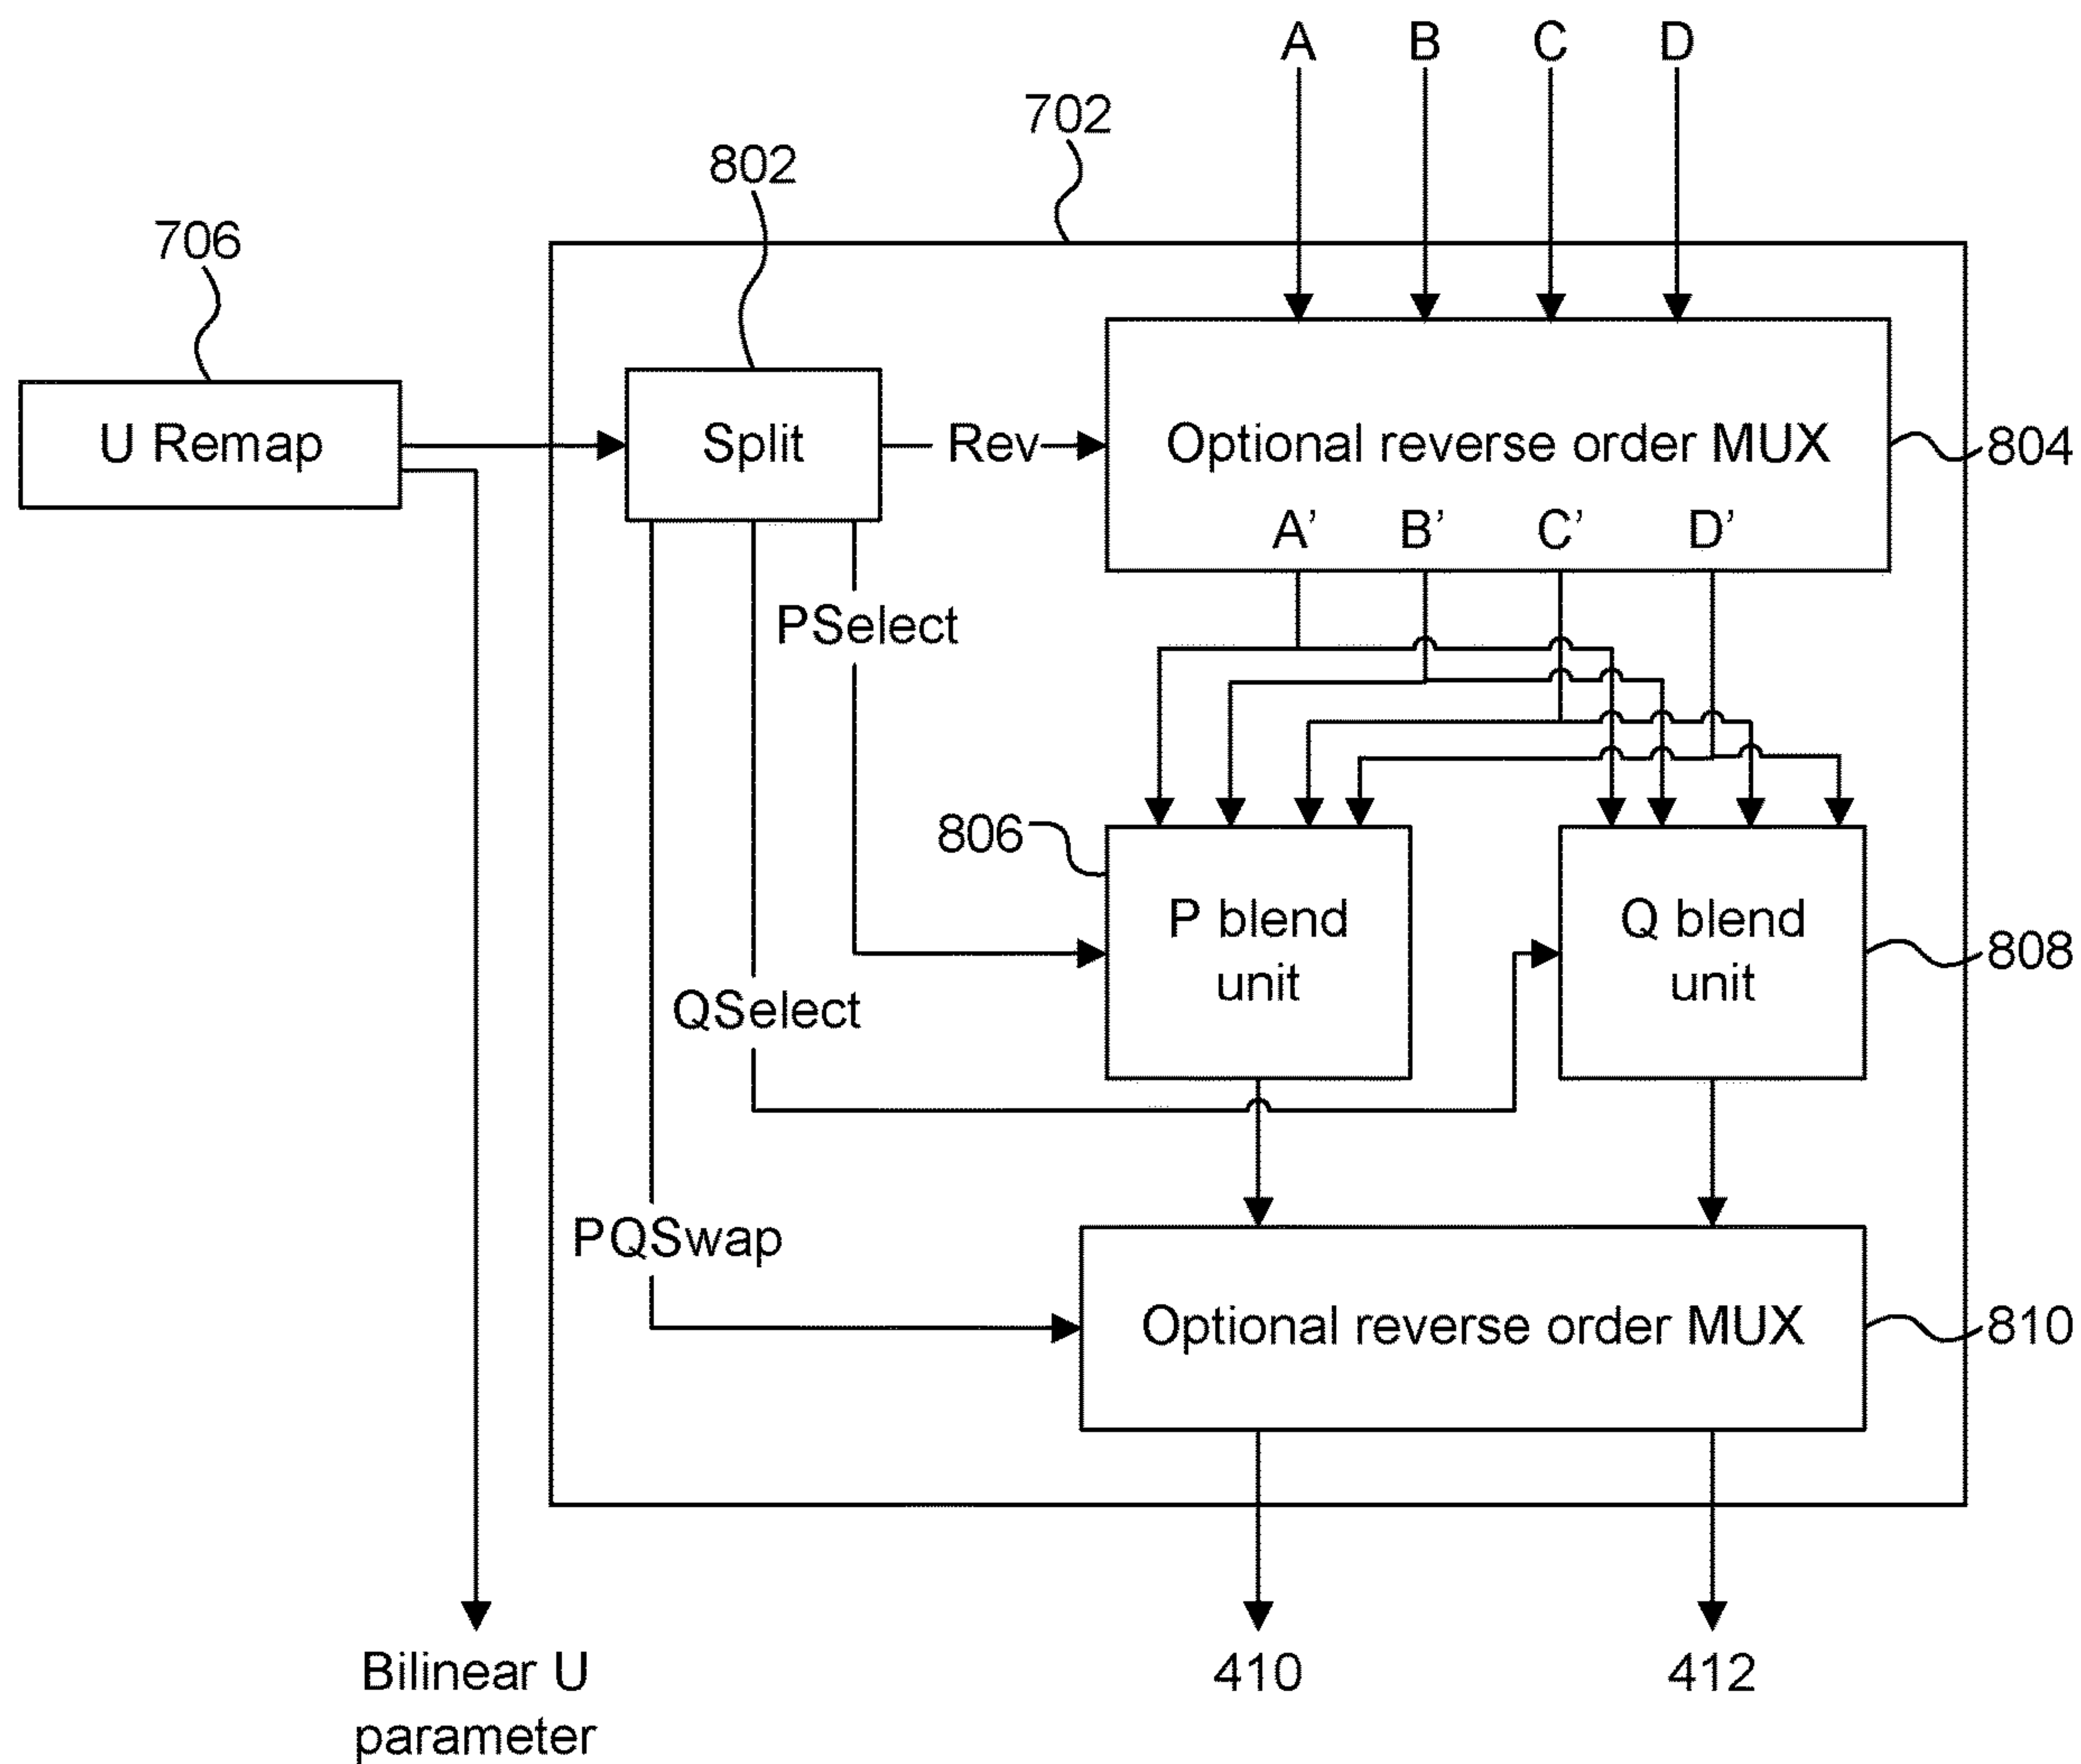 A B C D
702
802
706
U Remap
Split
Rev
Optional reverse order MUX
804
A’ B’ C’ D’
PSelect
806
P blend
unit
Q blend
unit
808
QSelect
PQSwap
Optional reverse order MUX
810
Bilinear U
parameter
410
412